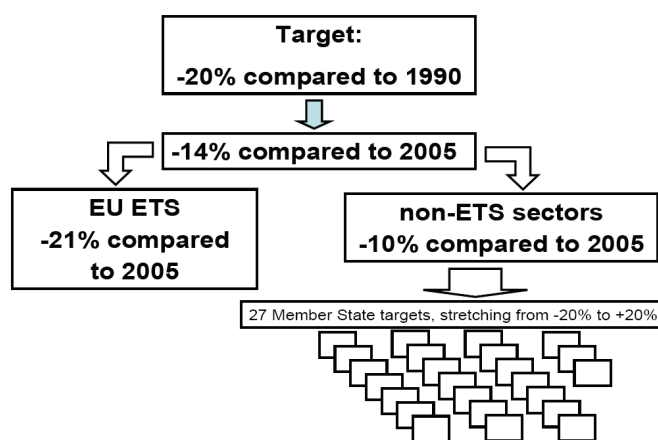 Target:
-20% compared to 1990
-14% compared to 2005
EU ETS
-21% compared
to 2005
non-ETS sectors
-10% compared to 2005
27 Member State targets, stretching from -20% to +20%